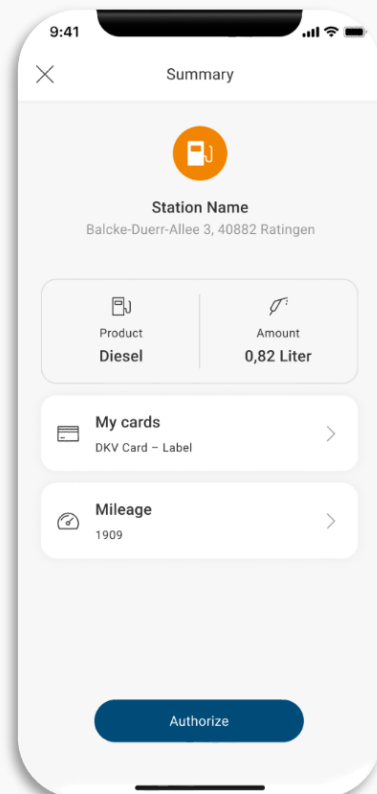 9:41
Summary
Station Name
Balcke-Duerr-Allee 3, 40882 Ratingen
Product
Diesel
Amount
0,82 Liter
My cards
DKV Card – Label
Mileage
1909
Authorize